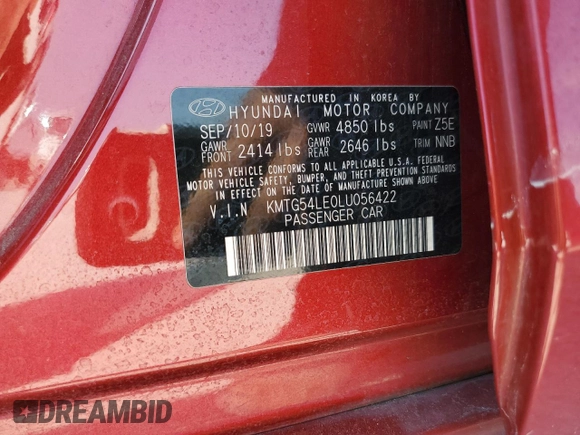 MANUFACTURED IN KOREA BY
HYUNDAI MOTOR COMPANY
SEP/10/19 GVWR 4850 lbs PAINT Z5E
GAWR FRONT 2414 lbs GAWR REAR 2646 lbs TRIM NNB
THIS VEHICLE CONFORMS TO ALL APPLICABLE U.S.A. FEDERAL
MOTOR VEHICLE SAFETY, BUMPER, AND THEFT PREVENTION STANDARDS
IN EFFECT ON THE DATE OF MANUFACTURE SHOWN ABOVE.
V.I.N KMTG54LE0LU056422
PASSENGER CAR
DREAMBID